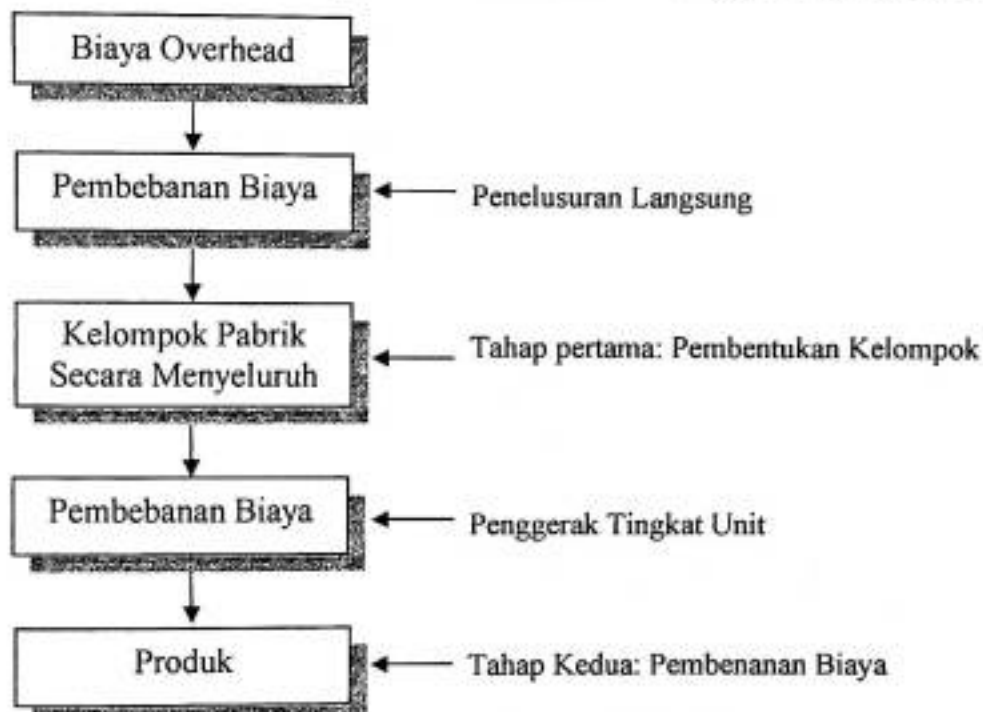 Biaya Overhead
Pembebanan Biaya
Penelusuran Langsung
Kelompok Pabrik
Secara Menyeluruh
Tahap pertama: Pembentukan Kelompok
Pembebanan Biaya
Penggerak Tingkat Unit
Produk
Tahap Kedua: Pembenanan Biaya